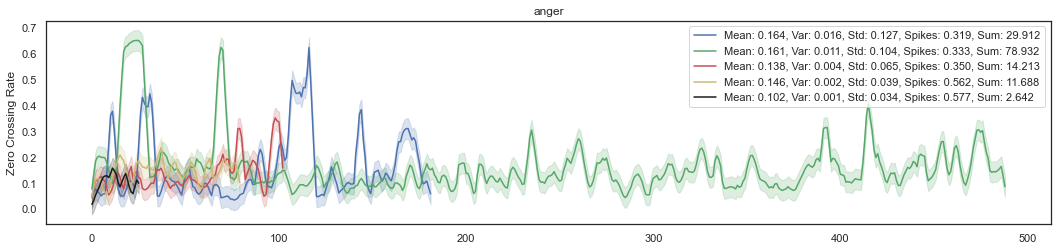 anger
Zero Crossing Rate
0.7
0.6
0.5
0.4
0.3
0.2
0.1
0.0
0
100
200
300
400
500
Mean: 0.164, Var: 0.016, Std: 0.127, Spikes: 0.319, Sum: 29.912
Mean: 0.161, Var: 0.011, Std: 0.104, Spikes: 0.333, Sum: 78.932
Mean: 0.138, Var: 0.004, Std: 0.065, Spikes: 0.350, Sum: 14.213
Mean: 0.146, Var: 0.002, Std: 0.039, Spikes: 0.562, Sum: 11.688
Mean: 0.102, Var: 0.001, Std: 0.034, Spikes: 0.577, Sum: 2.642